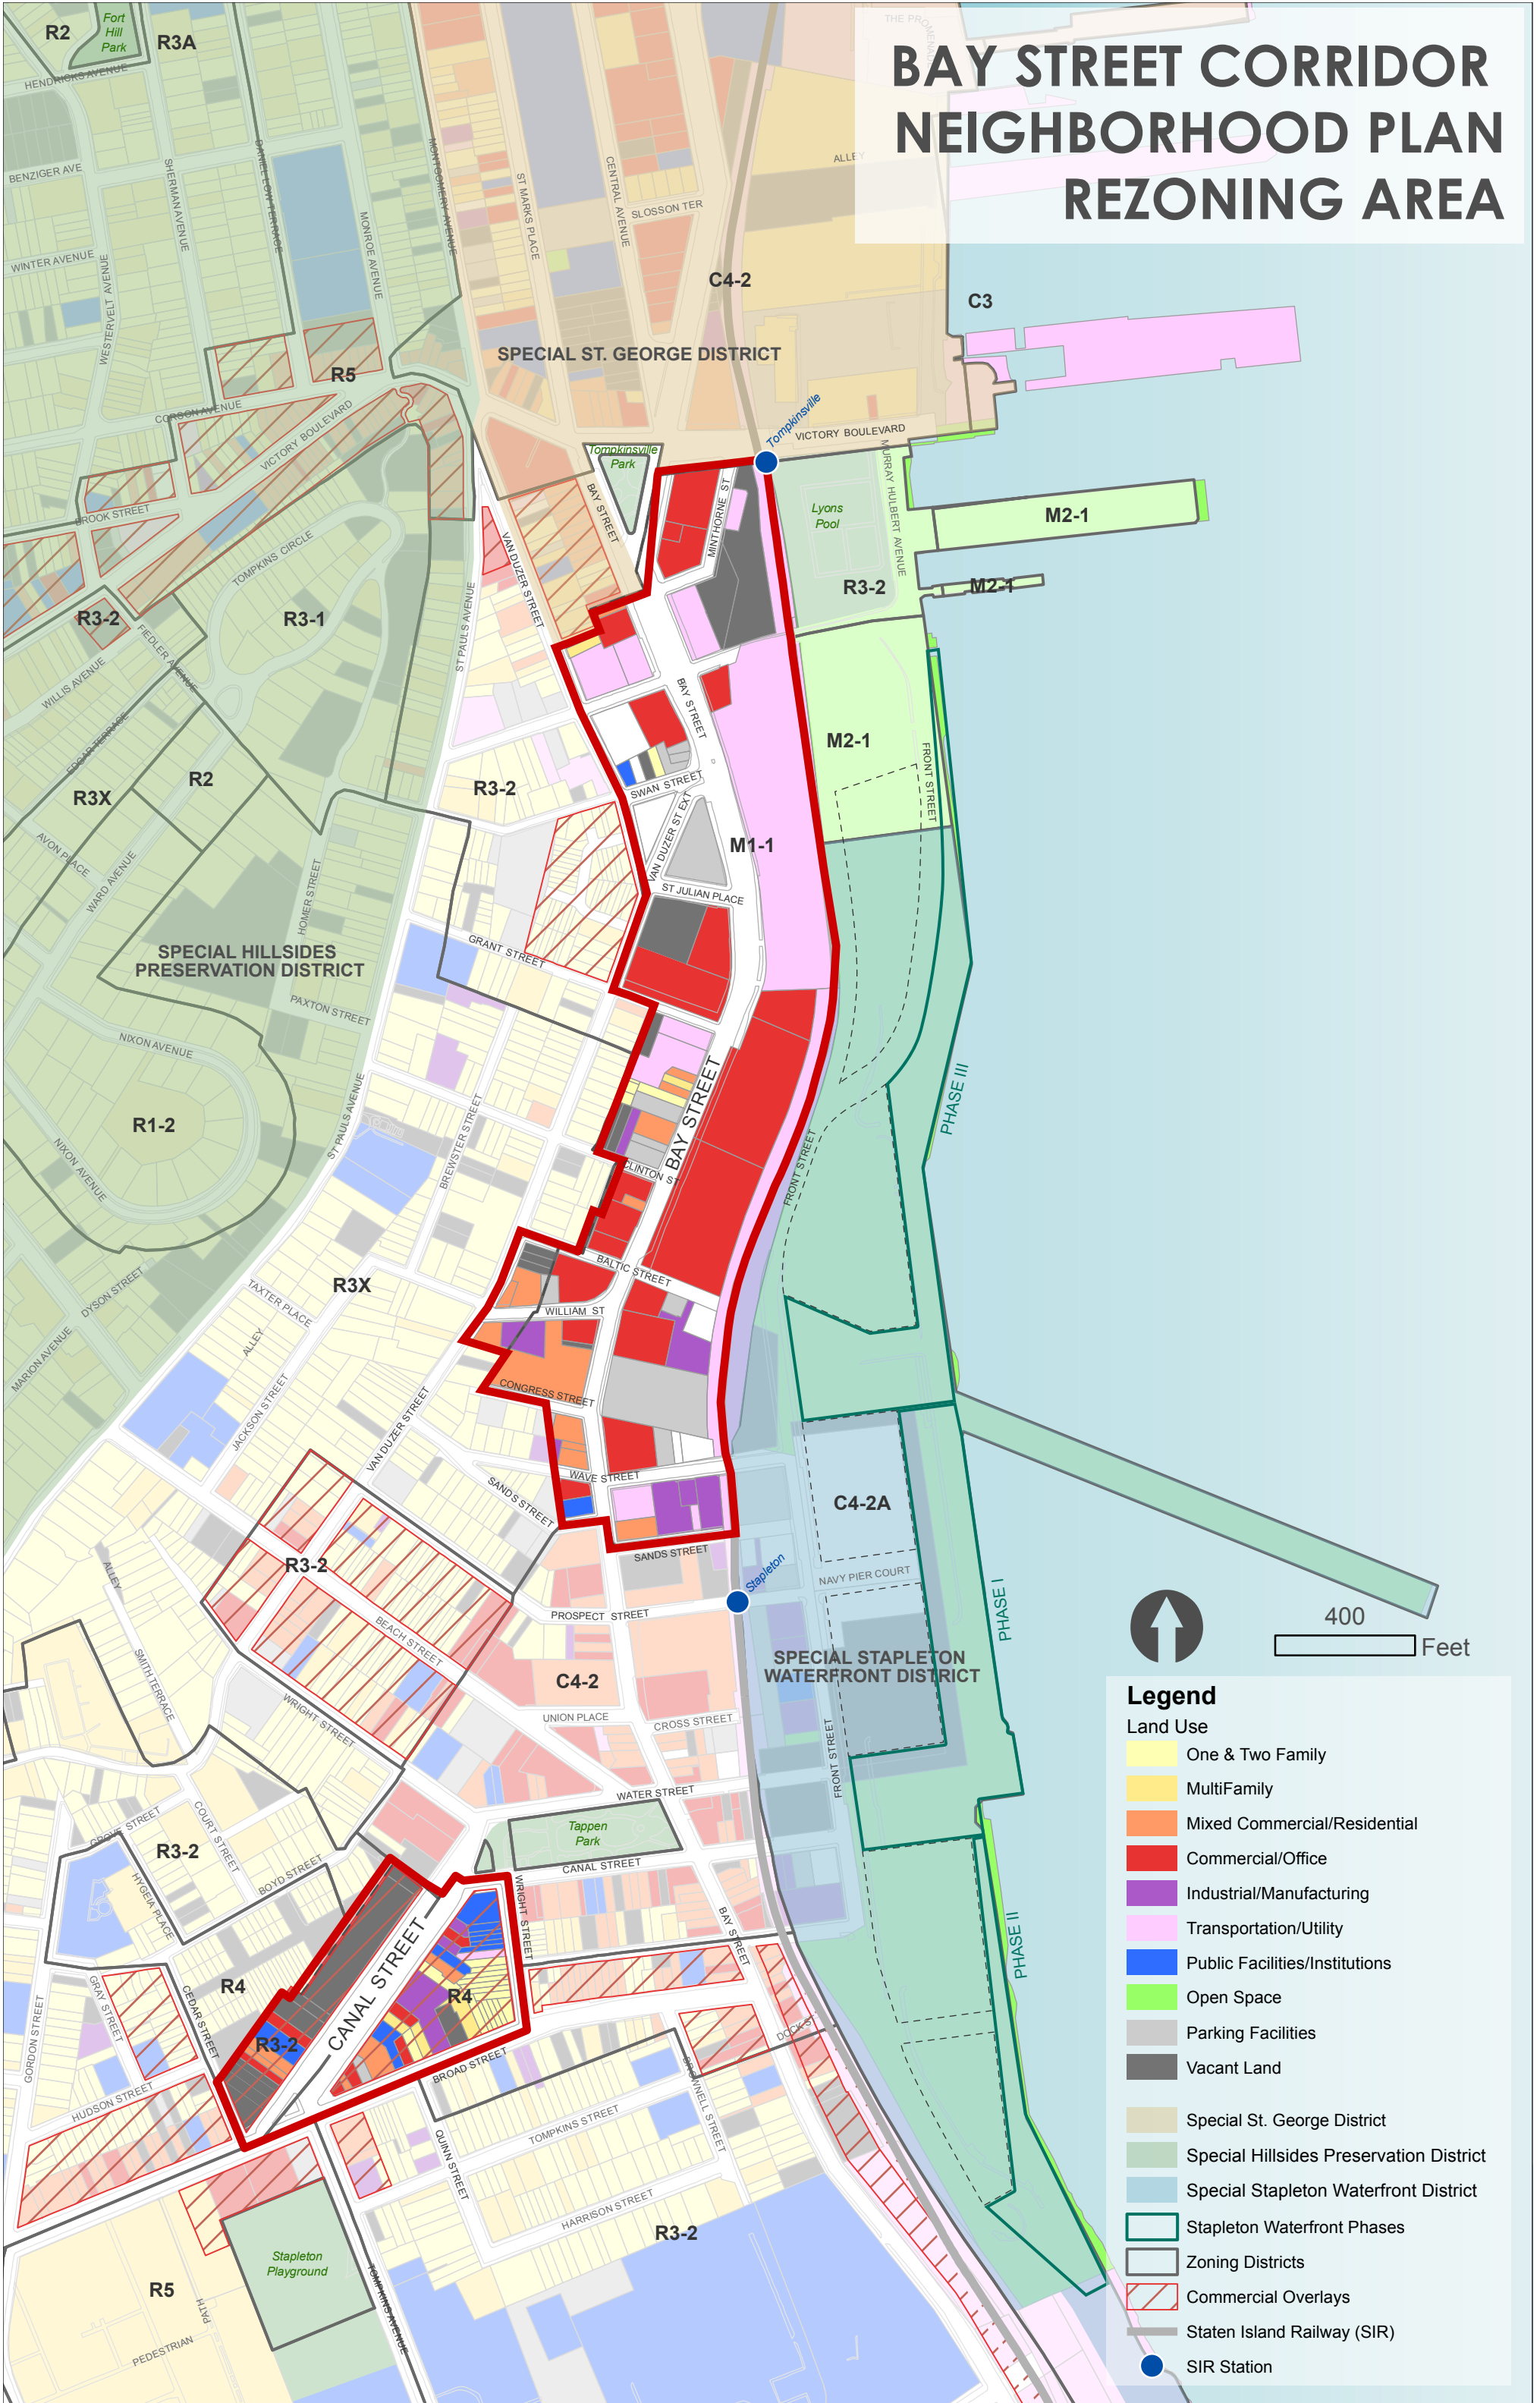 BAY STREET CORRIDOR
NEIGHBORHOOD PLAN
REZONING AREA
THE PROMENADE
R2
Fort
Hill
Park
R3A
HENDRICKS AVENUE
BENZIGER AVE
SHERMAN AVENUE
DANIEL LOW TERRACE
MONTGOMERY AVENUE
ST MARKS PLACE
CENTRAL AVENUE
SLOSSON TER
ALLEY
WINTER AVENUE
WESTERVELT AVENUE
MONROE AVENUE
C4-2
C3
SPECIAL ST. GEORGE DISTRICT
R5
CORSON AVENUE
VICTORY BOULEVARD
Tompkinsville
VICTORY BOULEVARD
Tompkinsville
Park
BROOK STREET
BAY STREET
MINTHORNE ST
MURRAY HULBERT AVENUE
Lyons
Pool
M2-1
TOMPKINS CIRCLE
VAN DUZER STREET
R3-2
M2-1
R3-2
R3-1
ST PAULS AVENUE
FIEDLER AVENUE
WILLIS AVENUE
EDGAR TERRACE
BAY STREET
M2-1
FRONT STREET
R2
R3X
R3-2
SWAN STREET
AVON PLACE
VAN DUZER ST EXT
M1-1
WARD AVENUE
HOMER STREET
ST JULIAN PLACE
GRANT STREET
SPECIAL HILLSIDES
PRESERVATION DISTRICT
PAXTON STREET
NIXON AVENUE
R1-2
NIXON AVENUE
ST PAULS AVENUE
BREWSTER STREET
BAY STREET
CLINTON ST
FRONT STREET
PHASE III
BALTIC STREET
R3X
TAXTER PLACE
DYSON STREET
WILLIAM ST
MARION AVENUE
ALLEY
JACKSON STREET
VAN DUZER STREET
CONGRESS STREET
WAVE STREET
SANDS STREET
C4-2A
SANDS STREET
Stapleton
NAVY PIER COURT
R3-2
ALLEY
PROSPECT STREET
PHASE I
BEACH STREET
SMITH TERRACE
C4-2
SPECIAL STAPLETON
WATERFRONT DISTRICT
WRIGHT STREET
UNION PLACE
CROSS STREET
FRONT STREET
WATER STREET
GROVE STREET
COURT STREET
Tappen
Park
R3-2
BOYD STREET
HYGEIA PLACE
CANAL STREET
WRIGHT STREET
BAY STREET
PHASE II
R4
GRAY STREET
CEDAR STREET
CANAL STREET
R4
R3-2
GORDON STREET
BROAD STREET
DOCK ST
BROWNELL STREET
HUDSON STREET
TOMPKINS STREET
QUINN STREET
HARRISON STREET
R3-2
Stapleton
Playground
R5
PATH
PEDESTRIAN
TOMPKINS AVENUE
400
Feet
Legend
Land Use
One & Two Family
MultiFamily
Mixed Commercial/Residential
Commercial/Office
Industrial/Manufacturing
Transportation/Utility
Public Facilities/Institutions
Open Space
Parking Facilities
Vacant Land
Special St. George District
Special Hillsides Preservation District
Special Stapleton Waterfront District
Stapleton Waterfront Phases
Zoning Districts
Commercial Overlays
Staten Island Railway (SIR)
SIR Station